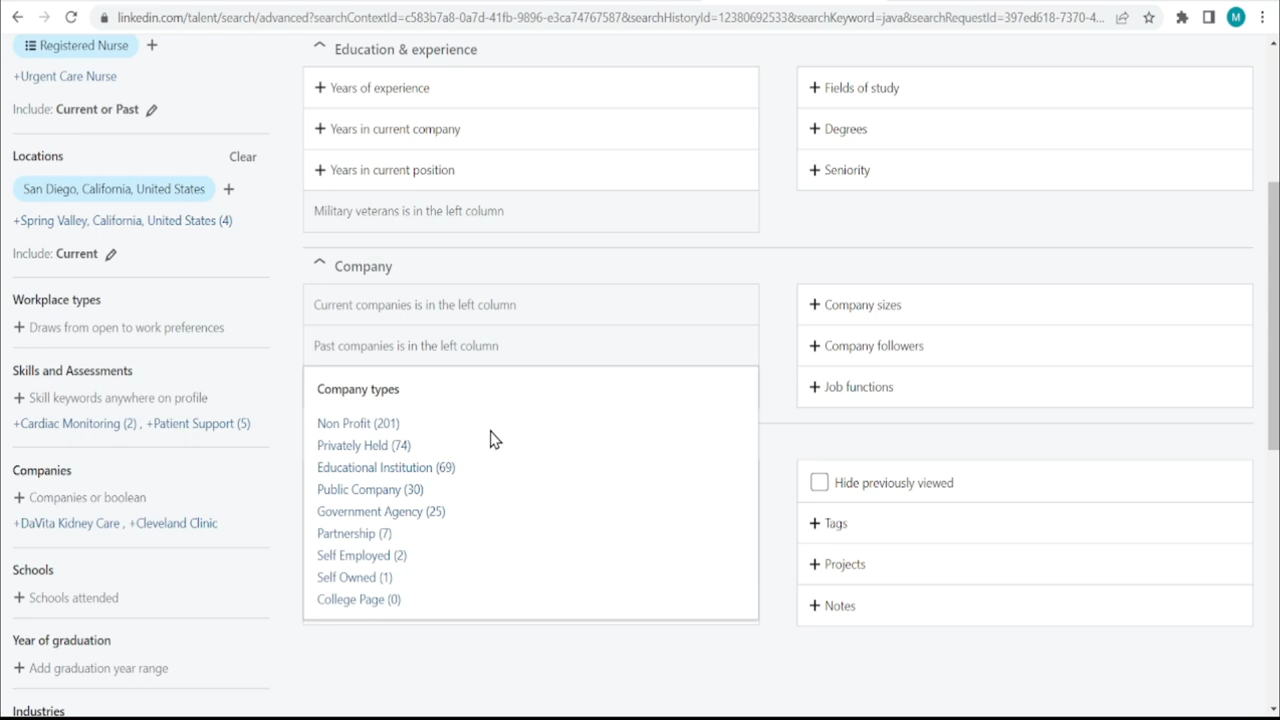 linkedin.com/talent/search/advanced?searchContextId=c583b7a8-0a7d-41fb-9896-e3ca74767587&searchHistoryId=12380692533&searchKeyword=java&searchRequestId=397ed618-7370-4...
M
Registered Nurse
+Urgent Care Nurse
Include: Current or Past
Locations
Clear
San Diego, California, United States
+Spring Valley, California, United States (4)
Include: Current
Workplace types
+ Draws from open to work preferences
Skills and Assessments
+ Skill keywords anywhere on profile
+Cardiac Monitoring (2) , +Patient Support (5)
Companies
+ Companies or boolean
+DaVita Kidney Care , +Cleveland Clinic
Schools
+ Schools attended
Year of graduation
+ Add graduation year range
Industries
Education & experience
+ Years of experience
+ Years in current company
+ Years in current position
Military veterans is in the left column
+ Fields of study
+ Degrees
+ Seniority
Company
Current companies is in the left column
Past companies is in the left column
Company types
Non Profit (201)
Privately Held (74)
Educational Institution (69)
Public Company (30)
Government Agency (25)
Partnership (7)
Self Employed (2)
Self Owned (1)
College Page (0)
+ Company sizes
+ Company followers
+ Job functions
Hide previously viewed
+ Tags
+ Projects
+ Notes